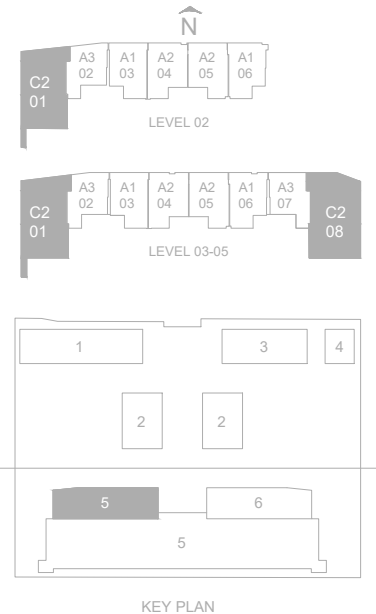 N
A3 A1 A2 A2 A1
C2 02 03 04 05 06
01
LEVEL 02
A3 A1 A2 A2 A1 A3
C2 02 03 04 05 06 07 C2
01 08
LEVEL 03-05
1 3 4
2 2
5 6
5
KEY PLAN